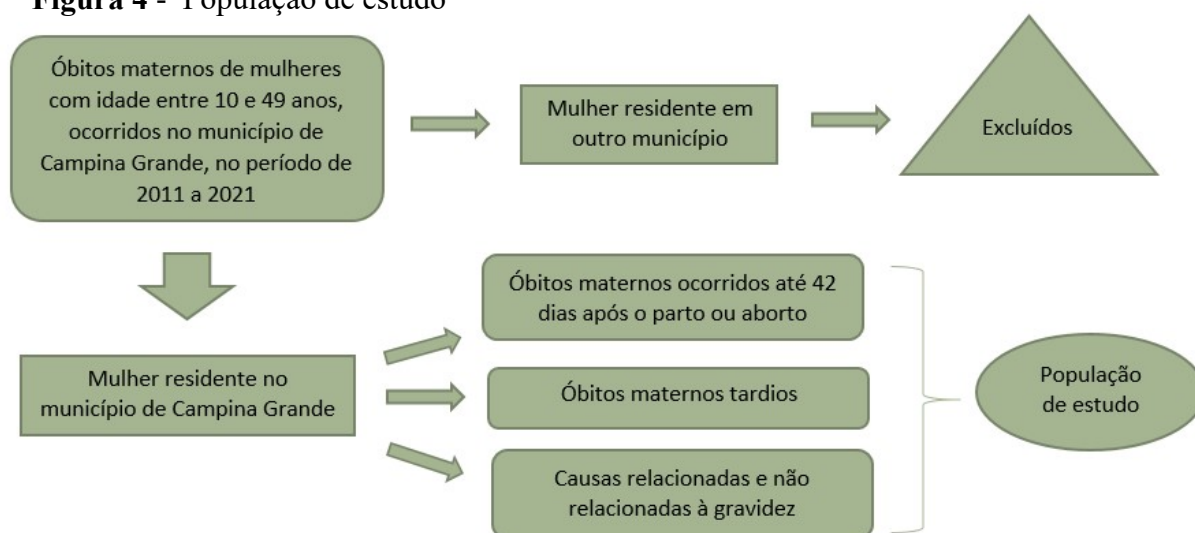 Figura 4 - População de estudo
Óbitos maternos de mulheres
com idade entre 10 e 49 anos,
ocorridos no município de
Campina Grande, no período de
2011 a 2021
Mulher residente em
outro município
Excluídos
Mulher residente no
município de Campina Grande
Óbitos maternos ocorridos até 42
dias após o parto ou aborto
Óbitos maternos tardios
Causas relacionadas e não
relacionadas à gravidez
População
de estudo